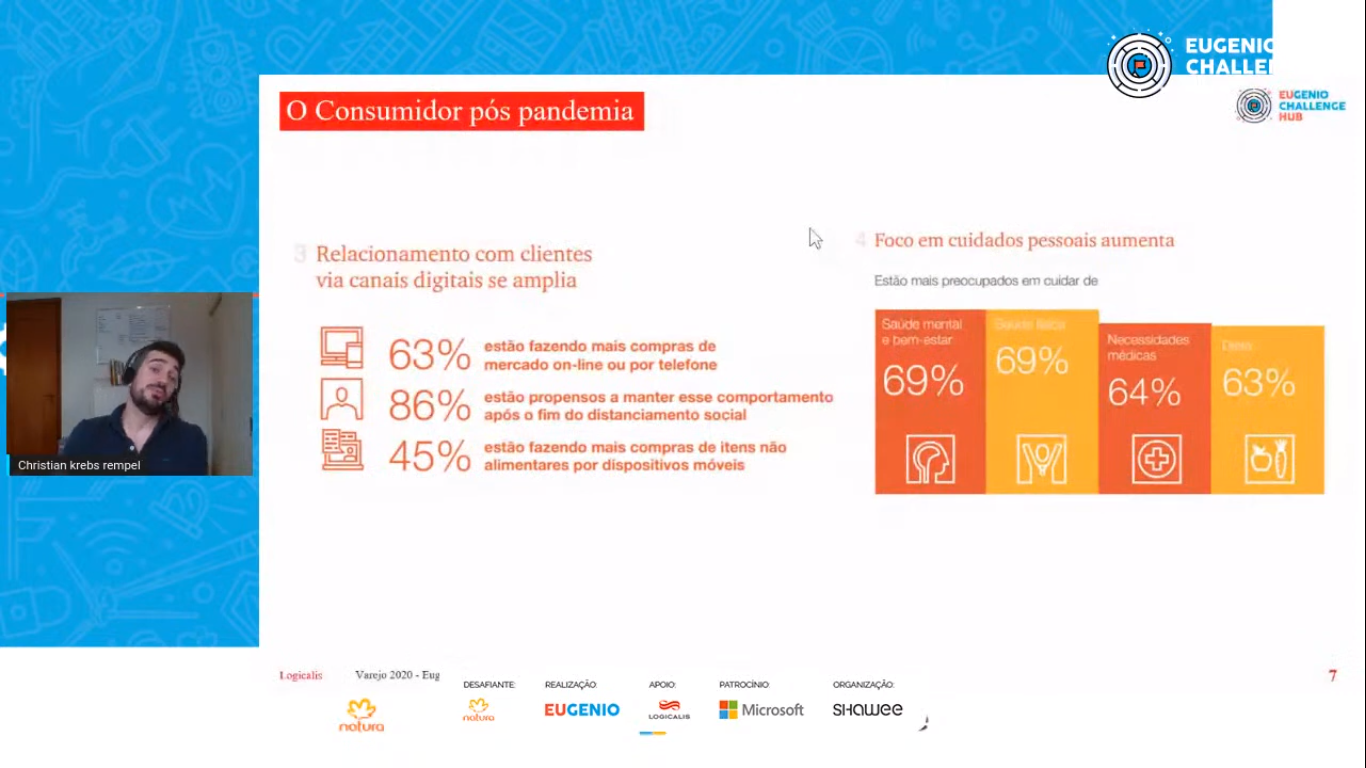 EUGENIO
CHALLE
EUGENIO
CHALLENGE
HUB
O Consumidor pós pandemia
3 Relacionamento com clientes
via canais digitais se amplia
63% estão fazendo mais compras de
mercado on-line ou por telefone
86% estão propensos a manter esse comportamento
após o fim do distanciamento social
45% estão fazendo mais compras de itens não
alimentares por dispositivos móveis
4 Foco em cuidados pessoais aumenta
Estão mais preocupados em cuidar de
Saúde mental
e bem-estar
69%
Saúde física
69%
Necessidades
médicas
64%
Dieta
63%
Christian krebs rempel
Logicalis Varejo 2020 - Eug
7
natura
DESAFIANTE:
natura
REALIZAÇÃO:
EUGENIO
APOIO:
LOGICALIS
PATROCÍNIO:
Microsoft
ORGANIZAÇÃO:
SHAWEE